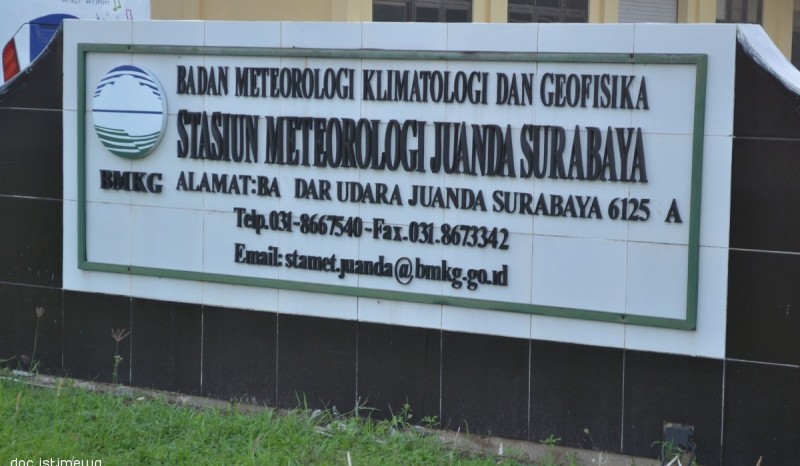 BADAN METEOROLOGI KLIMATOLOGI DAN GEOFISIKA
STASIUN METEOROLOGI JUANDA SURABAYA
BMKG
ALAMAT:BA DAR UDARA JUANDA SURABAYA 6125 A
Telp.031-8667540-Fax.031.8673342
Email: stamet.juanda@bmkg-go.id
doc.istimewa